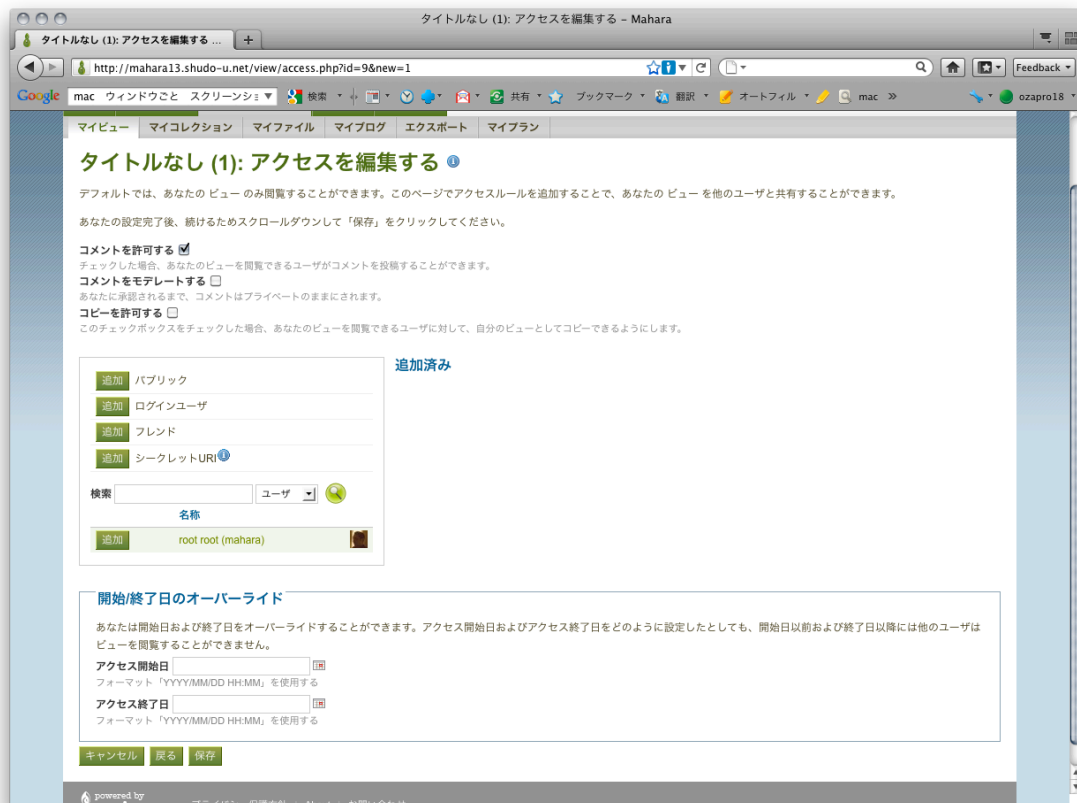 タイトルなし (1): アクセスを編集する – Mahara
タイトルなし (1): アクセスを編集する ...
http://mahara13.shudo-u.net/view/access.php?id=9&new=1
Feedback
Google mac ウィンドウごと スクリーンショ 検索 共有 ブックマーク 翻訳 オートフィル mac » ozapro18
マイビュー マイコレクション マイファイル マイブログ エクスポート マイプラン
タイトルなし (1): アクセスを編集する
デフォルトでは、あなたの ビュー のみ閲覧することができます。このページでアクセスルールを追加することで、あなたの ビュー を他のユーザと共有することができます。
あなたの設定完了後、続けるためスクロールダウンして「保存」をクリックしてください。
コメントを許可する
チェックした場合、あなたのビューを閲覧できるユーザがコメントを投稿することができます。
コメントをモデレートする
あなたに承認されるまで、コメントはプライベートのままにされます。
コピーを許可する
このチェックボックスをチェックした場合、あなたのビューを閲覧できるユーザに対して、自分のビューとしてコピーできるようにします。
追加済み
追加 パブリック
追加 ログインユーザ
追加 フレンド
追加 シークレットURI
検索 ユーザ
名称
追加 root root (mahara)
開始/終了日のオーバーライド
あなたは開始日および終了日をオーバーライドすることができます。アクセス開始日およびアクセス終了日をどのように設定したとしても、開始日以前および終了日以降には他のユーザは
ビューを閲覧することができません。
アクセス開始日
フォーマット「YYYY/MM/DD HH:MM」を使用する
アクセス終了日
フォーマット「YYYY/MM/DD HH:MM」を使用する
キャンセル 戻る 保存
powered by